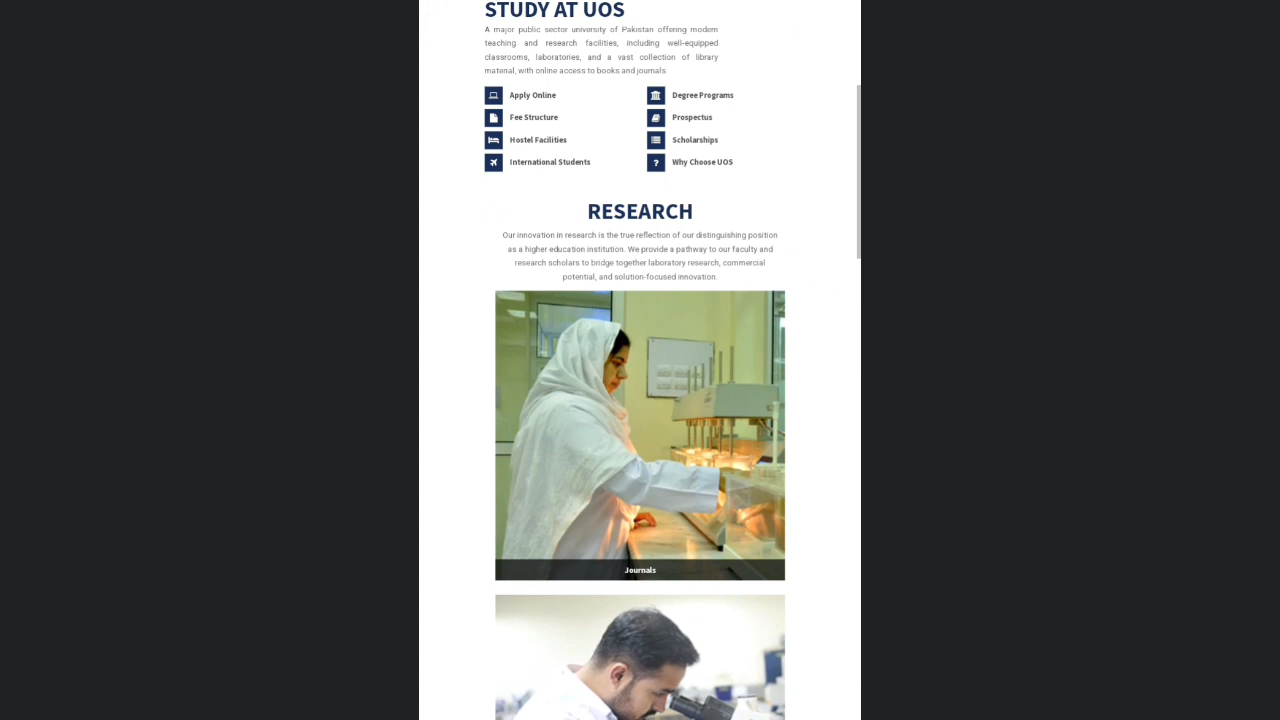 STUDY AT UOS
A major public sector university of Pakistan offering modern
teaching and research facilities, including well-equipped
classrooms, laboratories, and a vast collection of library
material, with online access to books and journals.
Apply Online
Degree Programs
Fee Structure
Prospectus
Hostel Facilities
Scholarships
International Students
Why Choose UOS
RESEARCH
Our innovation in research is the true reflection of our distinguishing position
as a higher education institution. We provide a pathway to our faculty and
research scholars to bridge together laboratory research, commercial
potential, and solution-focused innovation.
Journals